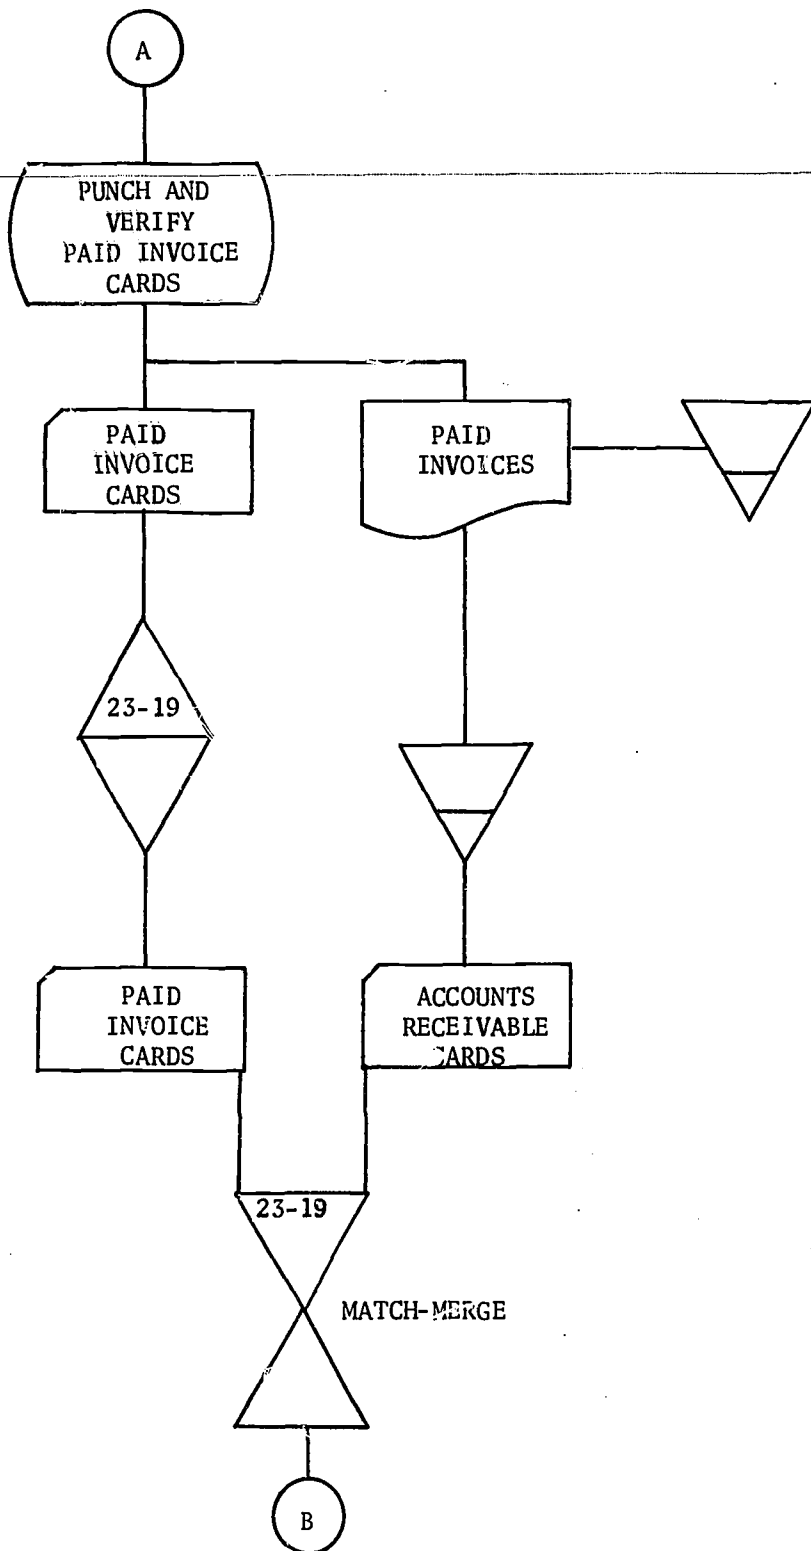 A
PUNCH AND
VERIFY
PAID INVOICE
CARDS
PAID
INVOICE
CARDS
PAID
INVOICES
23-19
PAID
INVOICE
CARDS
ACCOUNTS
RECEIVABLE
CARDS
23-19
MATCH-MERGE
B